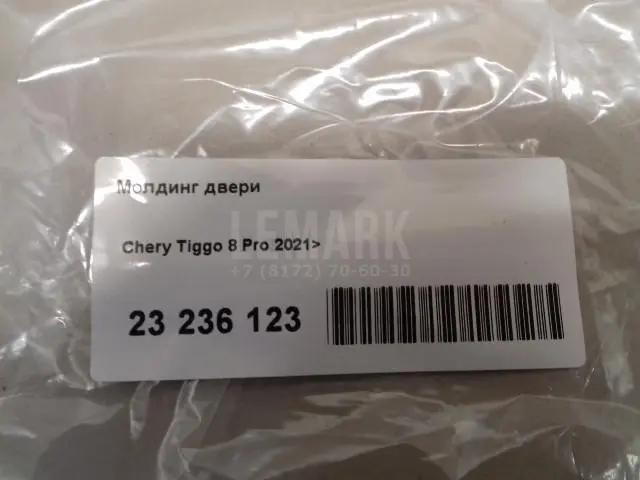 Молдинг двери
LEMARK
Chery Tiggo 8 Pro 2021>
+7 (8172) 70-60-30
23 236 123